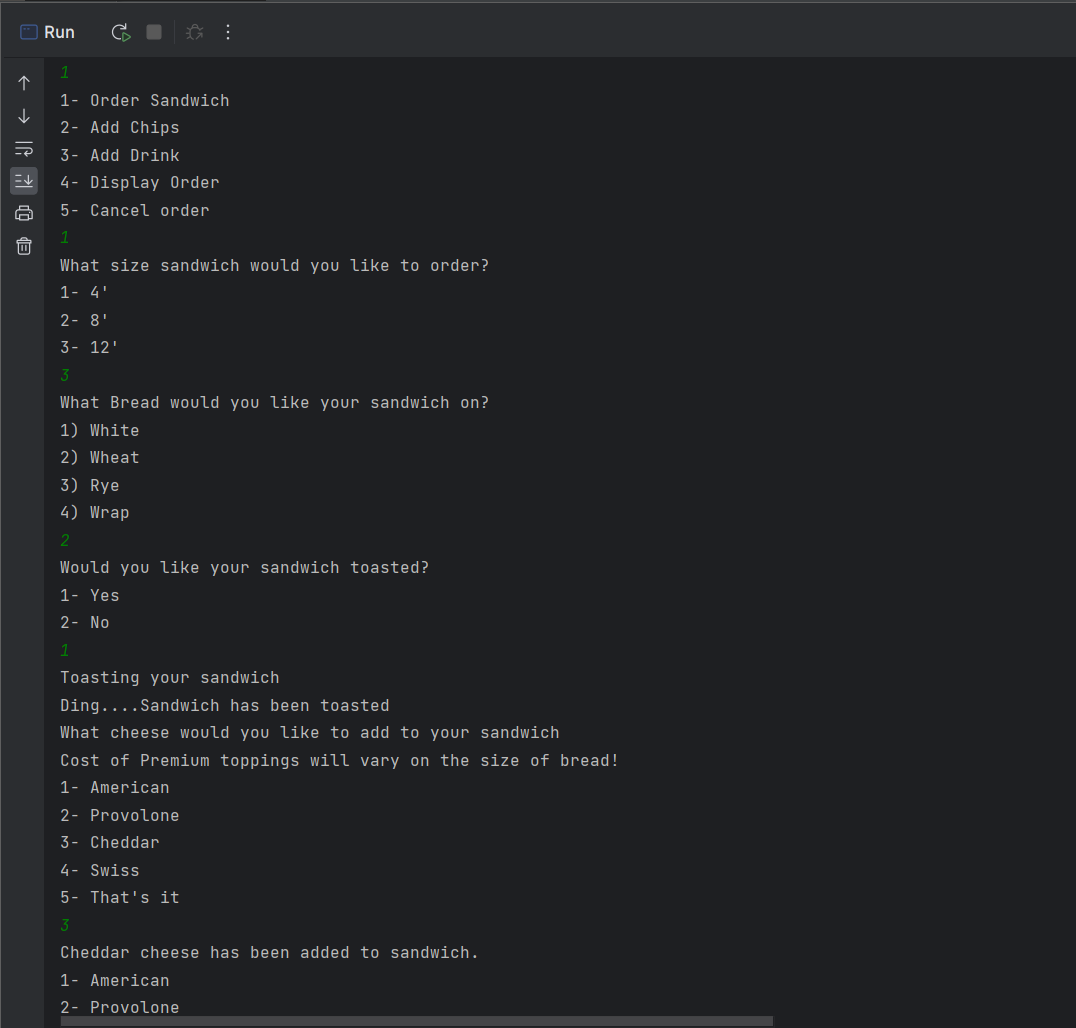 Run
1
1- Order Sandwich
2- Add Chips
3- Add Drink
4- Display Order
5- Cancel order
1
What size sandwich would you like to order?
1- 4'
2- 8'
3- 12'
3
What Bread would you like your sandwich on?
1) White
2) Wheat
3) Rye
4) Wrap
2
Would you like your sandwich toasted?
1- Yes
2- No
1
Toasting your sandwich
Ding....Sandwich has been toasted
What cheese would you like to add to your sandwich
Cost of Premium toppings will vary on the size of bread!
1- American
2- Provolone
3- Cheddar
4- Swiss
5- That's it
3
Cheddar cheese has been added to sandwich.
1- American
2- Provolone